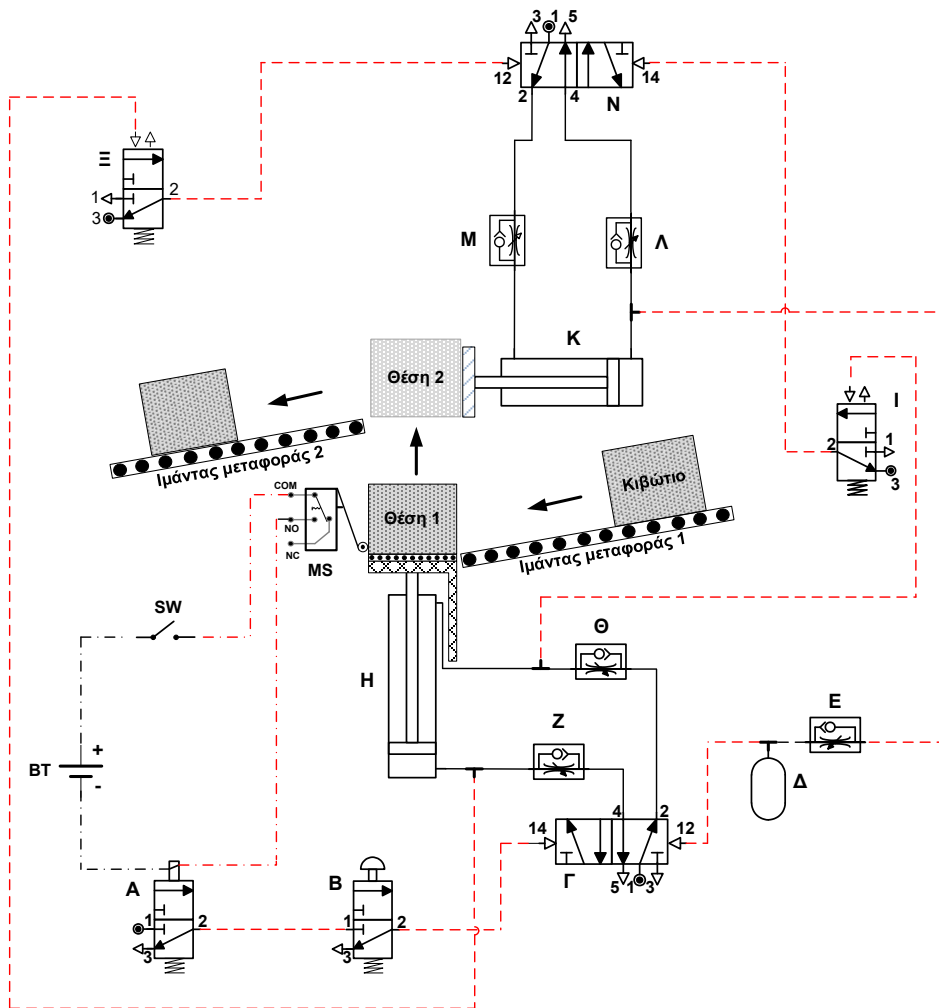 3 1 5
12 14
2 4 N
Ξ
1 2
3
M Λ
K
Θέση 2
I
2 1
3
Ιμάντας μεταφοράς 2
Κιβώτιο
COM
Θέση 1
NO
NC
MS
Ιμάντας μεταφοράς 1
SW
Θ
H
Z E
+
BT
-
Δ
4 2
14 12
Γ
5 1 3
A B
1 2 1 2
3 3